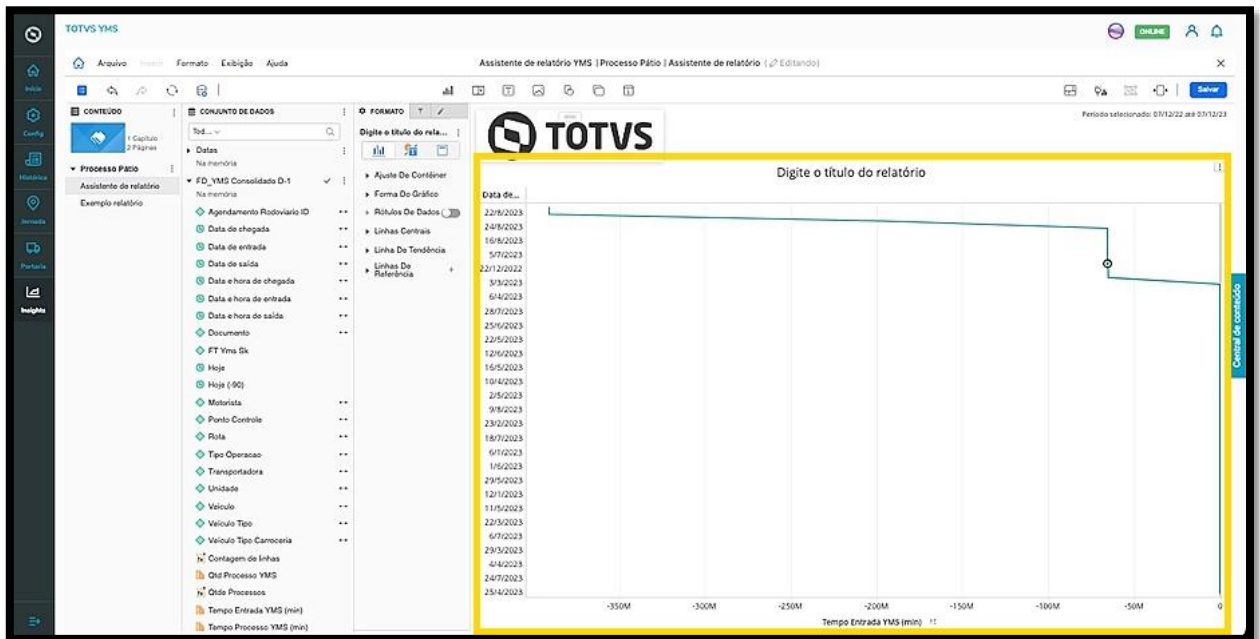 TOTVS YMS
ONLINE
Arquivo Inserir Formato Exibição Ajuda
Assistente de relatório YMS | Processo Pátio | Assistente de relatório (Editando)
Salvar
Início
Config
Histórico
Jornada
Portaria
Insights
CONTEÚDO
1 Capítulo
2 Páginas
Processo Pátio
Assistente de relatório
Exemplo relatório
CONJUNTO DE DADOS
Tod...
Datas
Na memória
FD_YMS Consolidado D-1
Na memória
Agendamento Rodoviario ID
Data de chegada
Data de entrada
Data de saída
Data e hora de chegada
Data e hora de entrada
Data e hora de saída
Documento
FT Yms Sk
Hoje
Hoje (-90)
Motorista
Ponto Controle
Rota
Tipo Operacao
Transportadora
Unidade
Veiculo
Veiculo Tipo
Veiculo Tipo Carroceria
Contagem de linhas
Qtd Processo YMS
Qtde Processos
Tempo Entrada YMS (min)
Tempo Processo YMS (min)
FORMATO
Digite o título do rela...
Ajuste De Contêiner
Forma Do Gráfico
Rótulos De Dados
Linhas Centrais
Linha De Tendência
Linhas De
Referência
TOTVS
Período selecionado: 07/12/22 até 07/12/23
Digite o título do relatório
Data de...
22/8/2023
24/8/2023
16/8/2023
5/7/2023
22/12/2022
3/3/2023
6/4/2023
28/7/2023
25/6/2023
22/5/2023
12/6/2023
16/5/2023
10/4/2023
2/5/2023
9/8/2023
23/2/2023
18/7/2023
6/1/2023
1/6/2023
29/5/2023
12/1/2023
11/5/2023
22/3/2023
6/7/2023
29/3/2023
4/4/2023
24/7/2023
25/4/2023
-350M -300M -250M -200M -150M -100M -50M 0
Tempo Entrada YMS (min)
Central de conteúdo